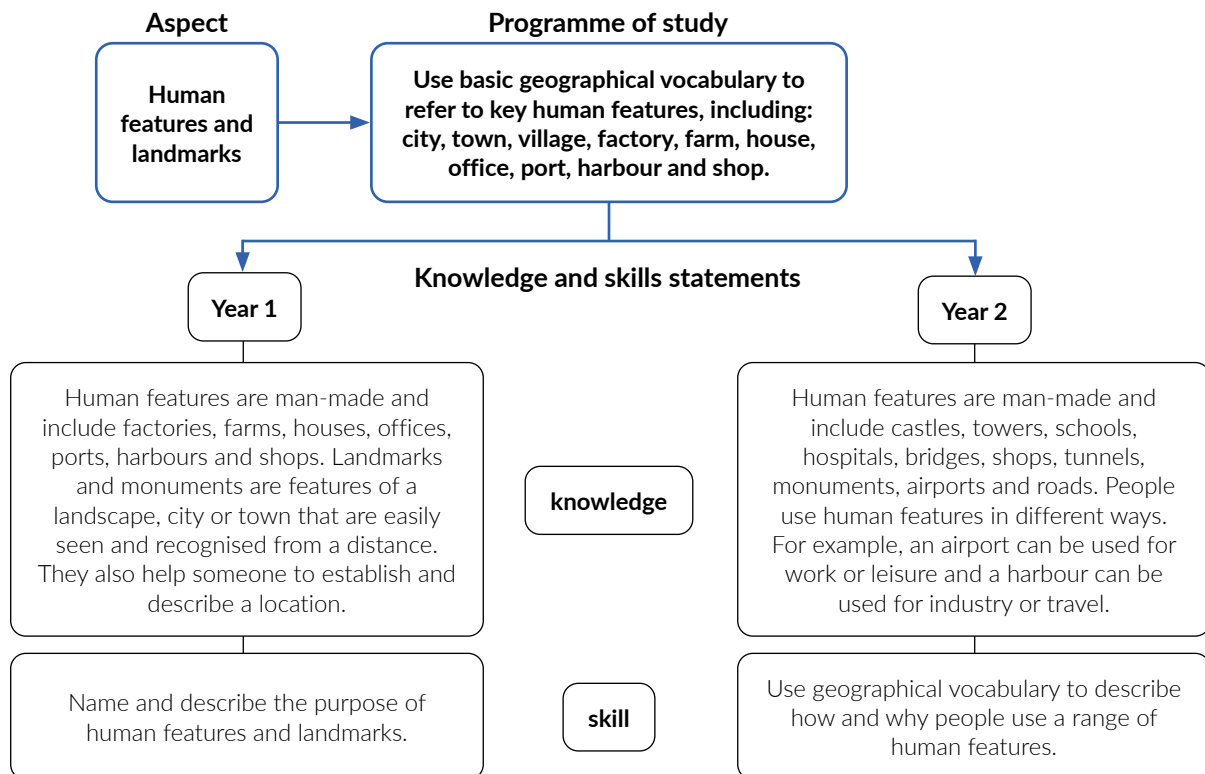 Aspect
Programme of study
Human
features and
landmarks
Use basic geographical vocabulary to
refer to key human features, including:
city, town, village, factory, farm, house,
office, port, harbour and shop.
Knowledge and skills statements
Year 1
Year 2
Human features are man-made and
include factories, farms, houses, offices,
ports, harbours and shops. Landmarks
and monuments are features of a
landscape, city or town that are easily
seen and recognised from a distance.
They also help someone to establish and
describe a location.
knowledge
Human features are man-made and
include castles, towers, schools,
hospitals, bridges, shops, tunnels,
monuments, airports and roads. People
use human features in different ways.
For example, an airport can be used for
work or leisure and a harbour can be
used for industry or travel.
Name and describe the purpose of
human features and landmarks.
skill
Use geographical vocabulary to describe
how and why people use a range of
human features.